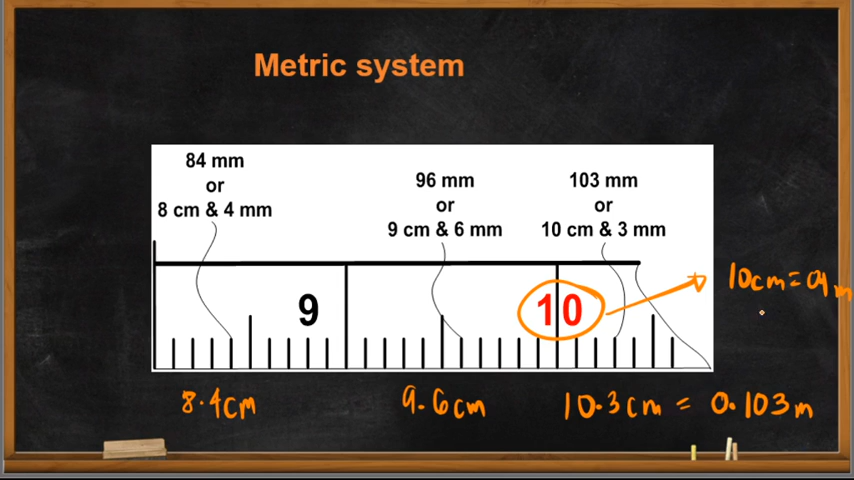 Metric system
84 mm
or
8 cm & 4 mm
96 mm
or
9 cm & 6 mm
103 mm
or
10 cm & 3 mm
9
10
10cm = 0.1 m
8.4cm
9.6cm
10.3cm = 0.103m